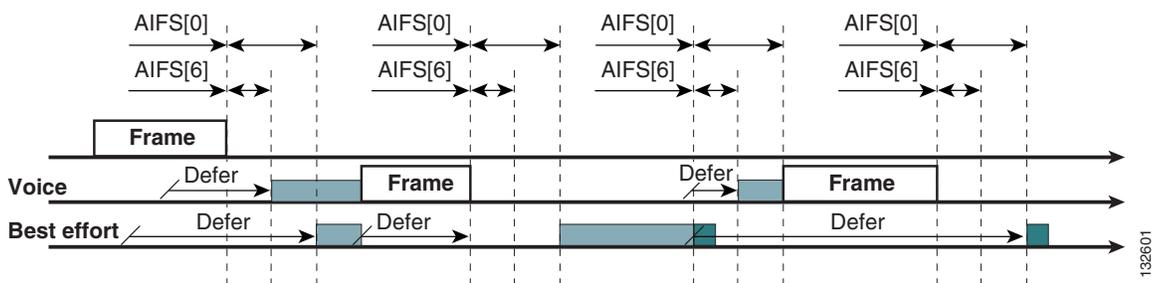 AIFS[0] AIFS[0] AIFS[0] AIFS[0]
AIFS[6] AIFS[6] AIFS[6] AIFS[6]
Frame
Voice Defer Frame Defer Frame
Best effort Defer Defer Defer
132601